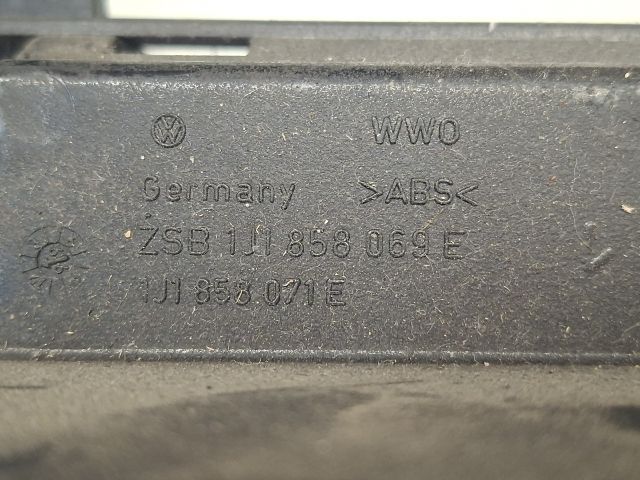 WWO
Germany >ABS<
ZSB 1J1 858 069 E
1J1 858 071 E